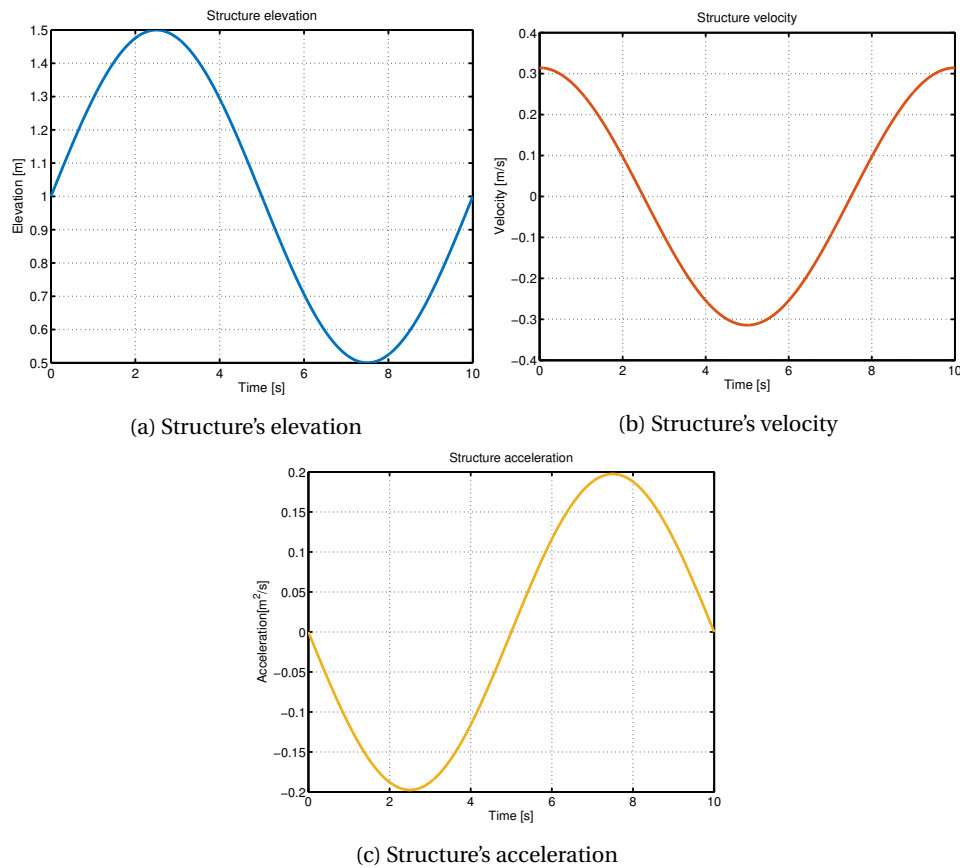 Structure elevation
1.5
1.4
1.3
1.2
1.1
1
0.9
0.8
0.7
0.6
0.5
Elevation [m]
0 2 4 6 8 10
Time [s]
(a) Structure's elevation
Structure velocity
0.4
0.3
0.2
0.1
0
−0.1
−0.2
−0.3
−0.4
Velocity [m/s]
0 2 4 6 8 10
Time [s]
(b) Structure's velocity
Structure acceleration
0.2
0.15
0.1
0.05
0
−0.05
−0.1
−0.15
−0.2
Acceleration[m²/s]
0 2 4 6 8 10
Time [s]
(c) Structure's acceleration